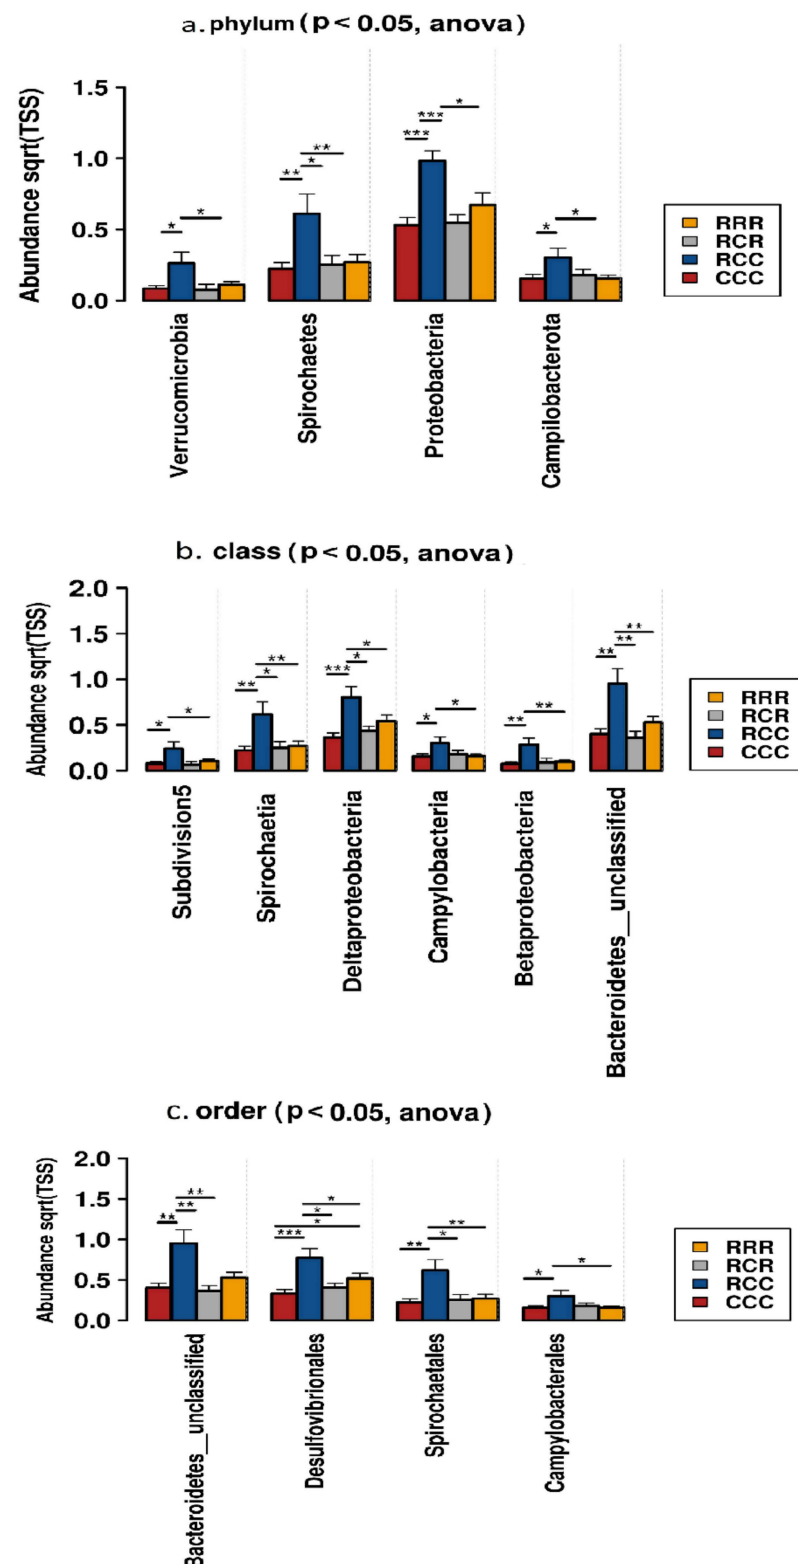 a. phylum (p < 0.05, anova)
Abundance sqrt(TSS)
1.5
1.0
0.5
0.0
*
*
**
*
**
***
***
*
*
*
Verrucomicrobia
Spirochaetes
Proteobacteria
Campilobacterota
RRR
RCR
RCC
CCC
b. class (p < 0.05, anova)
Abundance sqrt(TSS)
2.0
1.5
1.0
0.5
0.0
*
*
**
*
**
***
*
*
*
*
**
**
**
**
**
Subdivision5
Spirochaetia
Deltaproteobacteria
Campylobacteria
Betaproteobacteria
Bacteroidetes__unclassified
RRR
RCR
RCC
CCC
c. order (p < 0.05, anova)
Abundance sqrt(TSS)
2.0
1.5
1.0
0.5
0.0
**
**
**
***
*
*
*
**
*
**
*
*
Bacteroidetes__unclassified
Desulfovibrionales
Spirochaetales
Campylobacterales
RRR
RCR
RCC
CCC